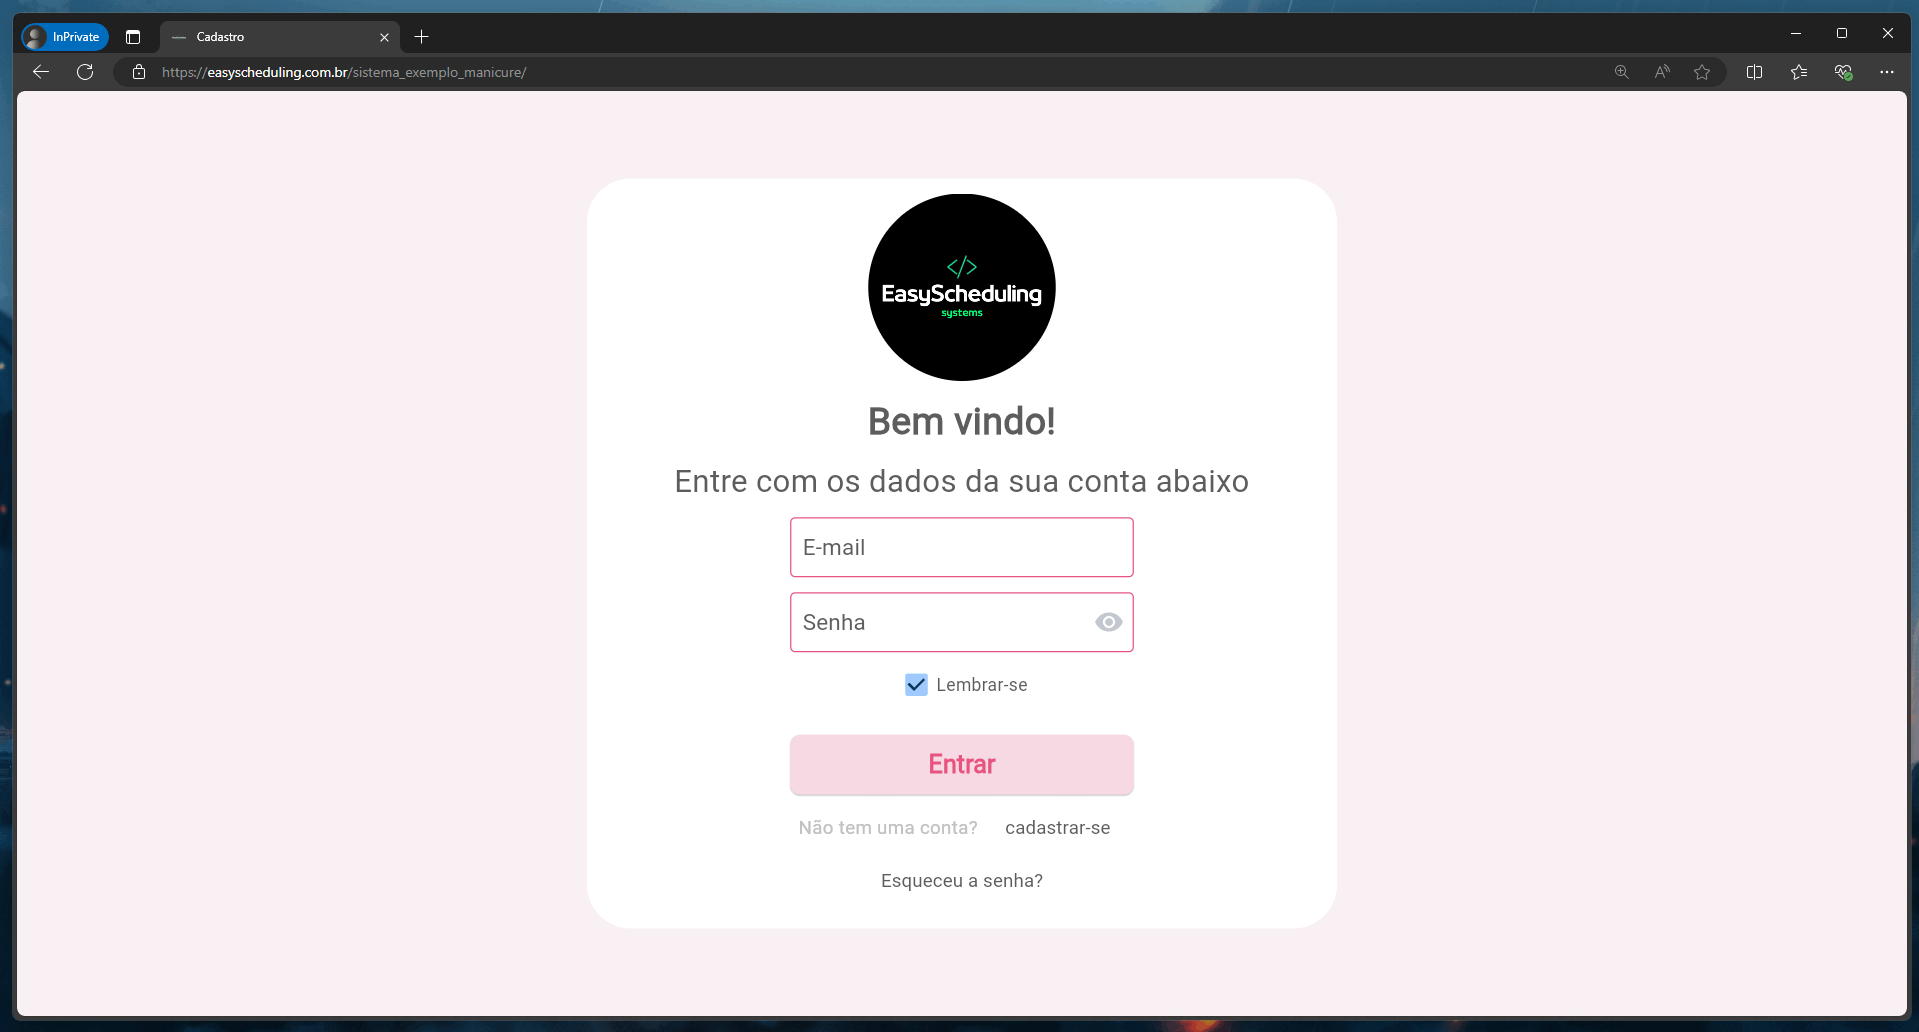 InPrivate
Cadastro
https://easyscheduling.com.br/sistema_exemplo_manicure/
</>
EasyScheduling
systems
Bem vindo!
Entre com os dados da sua conta abaixo
E-mail
Senha
Lembrar-se
Entrar
Não tem uma conta? cadastrar-se
Esqueceu a senha?